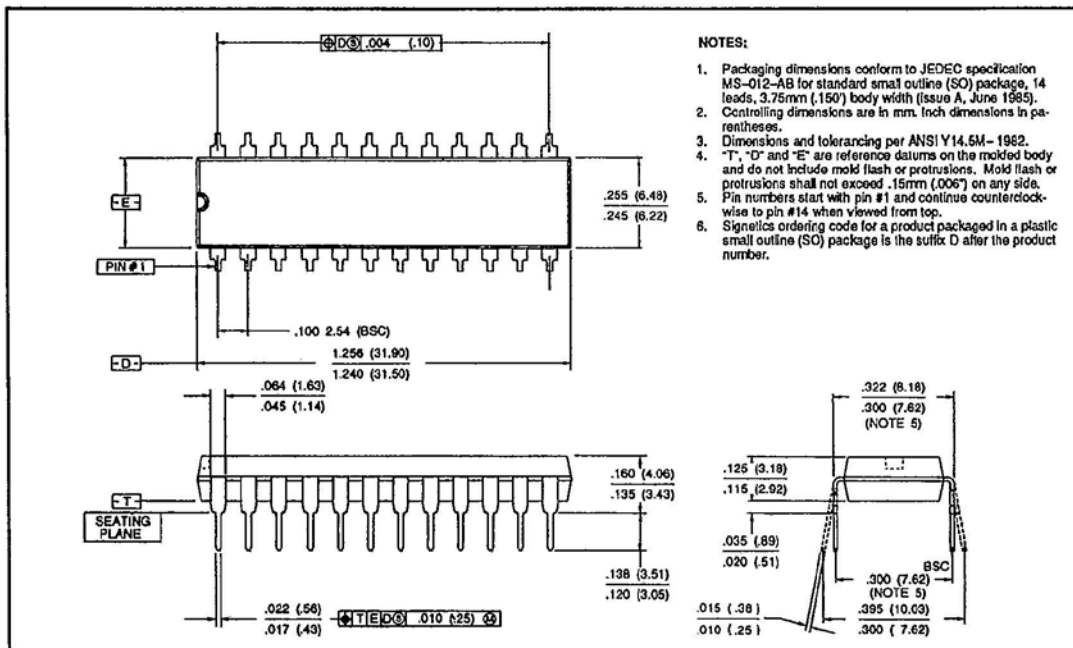 ⌖ D Ⓢ .004 (.10)
NOTES:
1. Packaging dimensions conform to JEDEC specification
MS–012–AB for standard small outline (SO) package, 14
leads, 3.75mm (.150') body width (issue A, June 1985).
2. Controlling dimensions are in mm. Inch dimensions in pa-
rentheses.
3. Dimensions and tolerancing per ANSI Y14.5M– 1982.
4. "T", "D" and "E" are reference datums on the molded body
and do not include mold flash or protrusions. Mold flash or
protrusions shall not exceed .15mm (.006") on any side.
5. Pin numbers start with pin #1 and continue counterclock-
wise to pin #14 when viewed from top.
6. Signetics ordering code for a product packaged in a plastic
small outline (SO) package is the suffix D after the product
number.
-E-
.255 (6.48)
.245 (6.22)
PIN # 1
.100 2.54 (BSC)
-D-
1.256 (31.90)
1.240 (31.50)
.064 (1.63)
.045 (1.14)
-T-
SEATING
PLANE
.160 (4.06)
.135 (3.43)
.138 (3.51)
.120 (3.05)
.022 (.56)
.017 (.43)
T E D Ⓢ .010 (.25)
.322 (8.18)
.300 (7.62)
(NOTE 5)
.125 (3.18)
.115 (2.92)
.035 (.89)
.020 (.51)
BSC
.300 (7.62)
(NOTE 5)
.015 (.38)
.010 (.25)
.395 (10.03)
.300 ( 7.62)